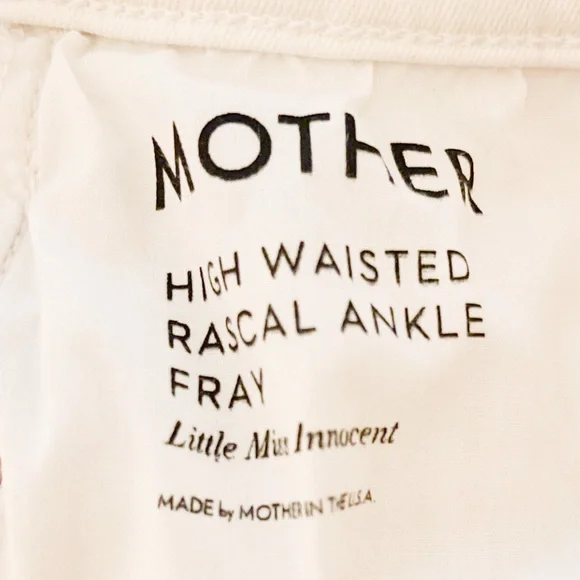 MOTHER
HIGH WAISTED
RASCAL ANKLE
FRAY
Little Miss Innocent
MADE by MOTHER IN THE U.S.A.